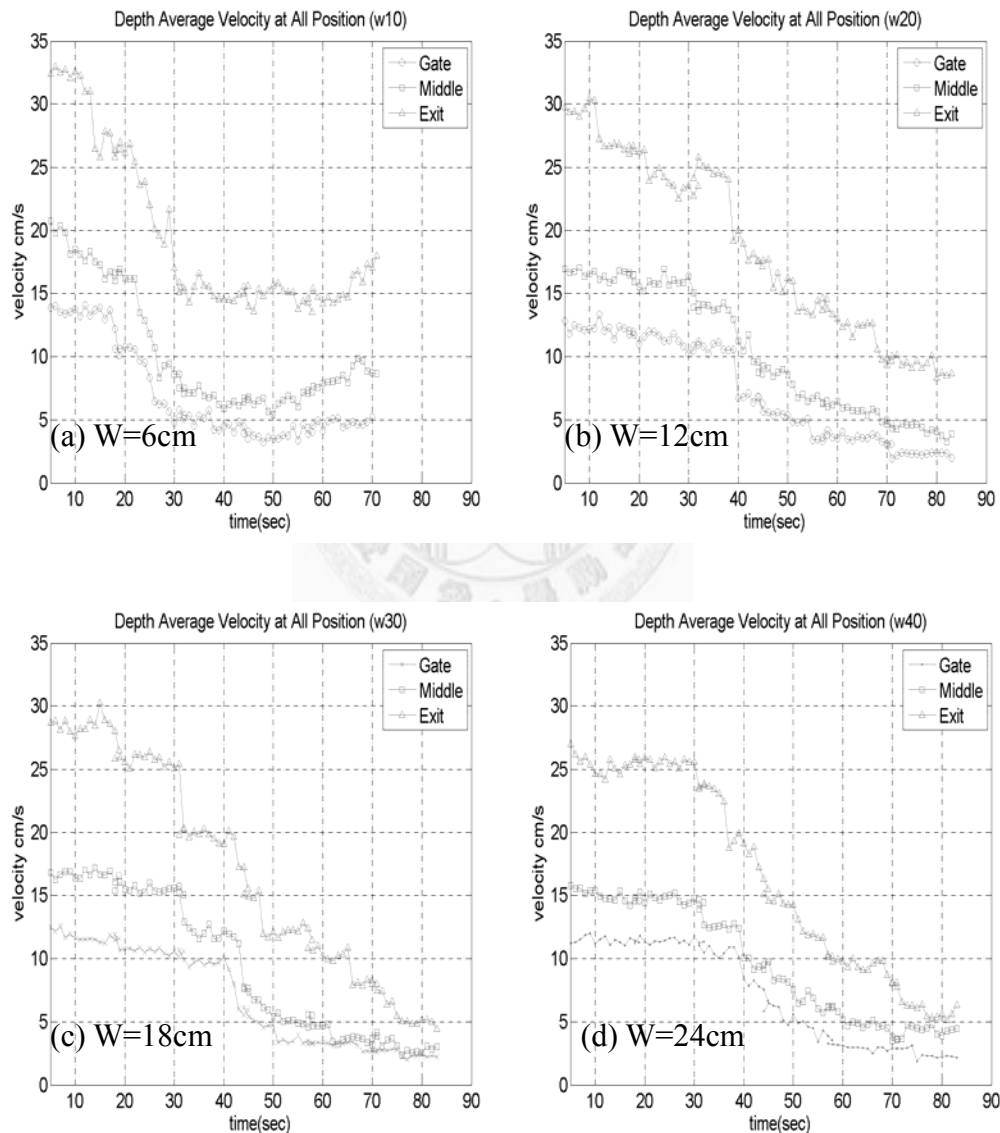 Depth Average Velocity at All Position (w10)
35
30
25
20
15
10
5
0
velocity cm/s
Gate
Middle
Exit
(a) W=6cm
10 20 30 40 50 60 70 80 90
time(sec)
Depth Average Velocity at All Position (w20)
35
30
25
20
15
10
5
0
velocity cm/s
Gate
Middle
Exit
(b) W=12cm
10 20 30 40 50 60 70 80 90
time(sec)
Depth Average Velocity at All Position (w30)
35
30
25
20
15
10
5
0
velocity cm/s
Gate
Middle
Exit
(c) W=18cm
10 20 30 40 50 60 70 80 90
time(sec)
Depth Average Velocity at All Position (w40)
35
30
25
20
15
10
5
0
velocity cm/s
Gate
Middle
Exit
(d) W=24cm
10 20 30 40 50 60 70 80 90
time(sec)